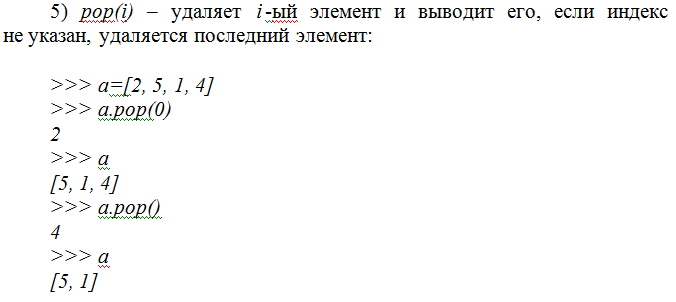 5) pop(i) – удаляет i-ый элемент и выводит его, если индекс
не указан, удаляется последний элемент:
>>> a=[2, 5, 1, 4]
>>> a.pop(0)
2
>>> a
[5, 1, 4]
>>> a.pop()
4
>>> a
[5, 1]